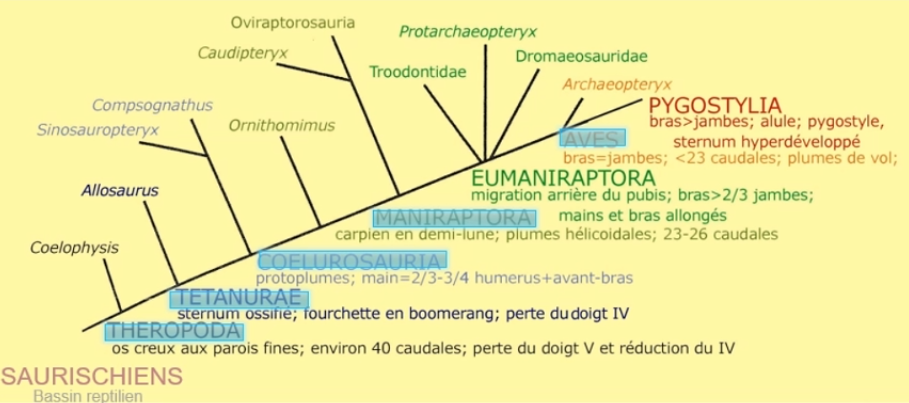 Oviraptorosauria
Protarchaeopteryx
Caudipteryx
Dromaeosauridae
Troodontidae
Archaeopteryx
Compsognathus
PYGOSTYLIA
bras>jambes; alule; pygostyle,
sternum hyperdéveloppé
Sinosauropteryx
Ornithomimus
AVES
bras=jambes; <23 caudales; plumes de vol;
EUMANIRAPTORA
migration arrière du pubis; bras>2/3 jambes;
mains et bras allongés
Allosaurus
MANIRAPTORA
carpien en demi-lune; plumes hélicoidales; 23-26 caudales
Coelophysis
COELUROSAURIA
protoplumes; main=2/3-3/4 humerus+avant-bras
TETANURAE
sternum ossifié; fourchette en boomerang; perte du doigt IV
THEROPODA
os creux aux parois fines; environ 40 caudales; perte du doigt V et réduction du IV
SAURISCHIENS
Bassin reptilien